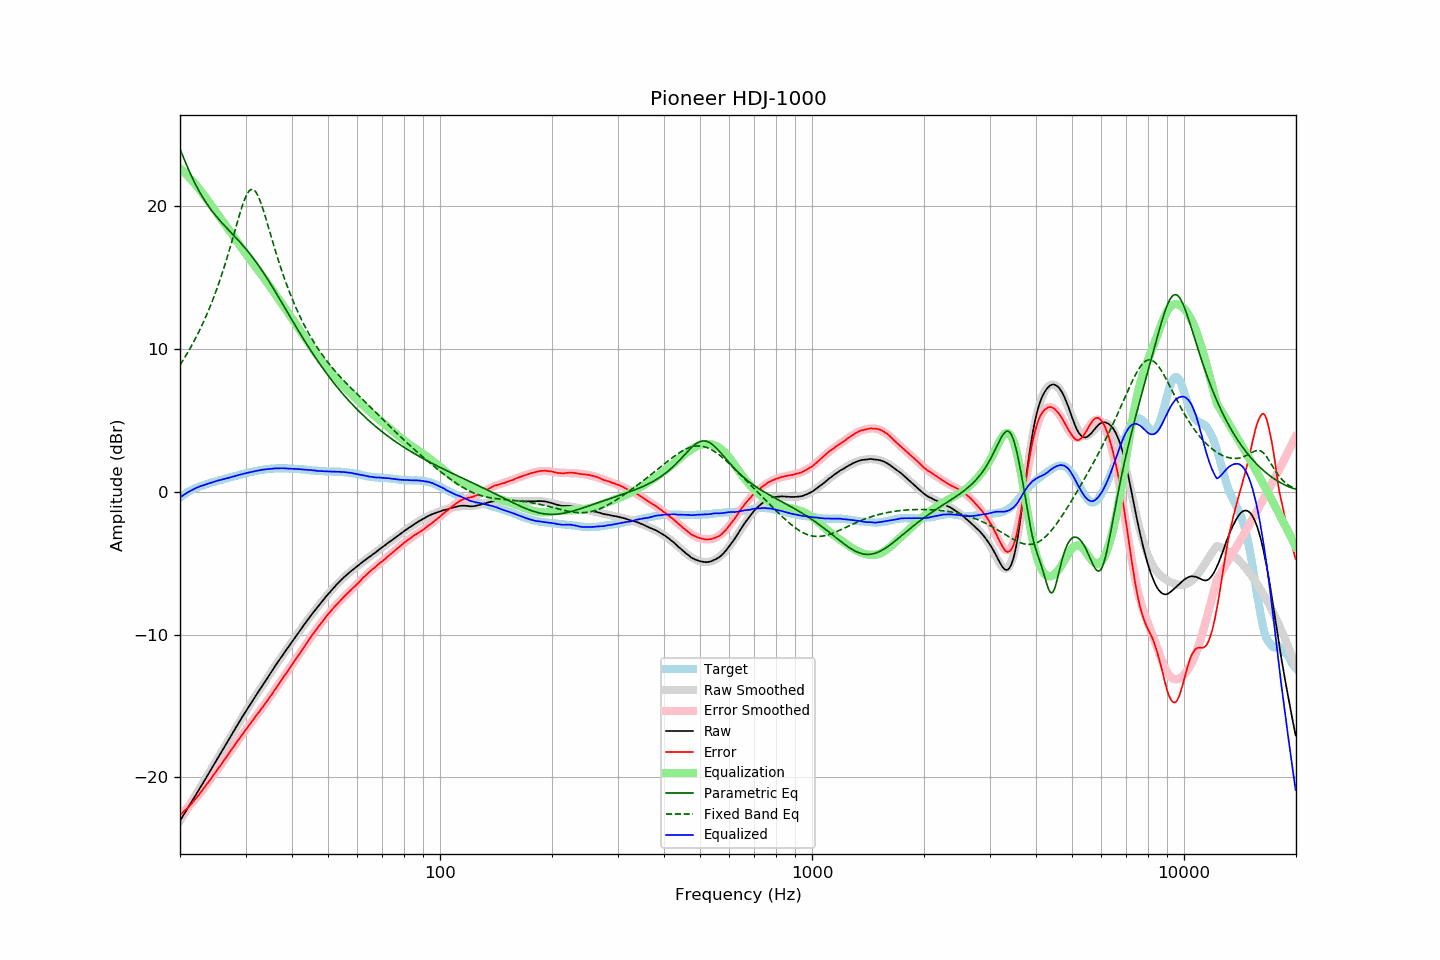 Pioneer HDJ-1000
Amplitude (dBr)
20
10
0
−10
−20
100
1000
10000
Frequency (Hz)
Target
Raw Smoothed
Error Smoothed
Raw
Error
Equalization
Parametric Eq
Fixed Band Eq
Equalized